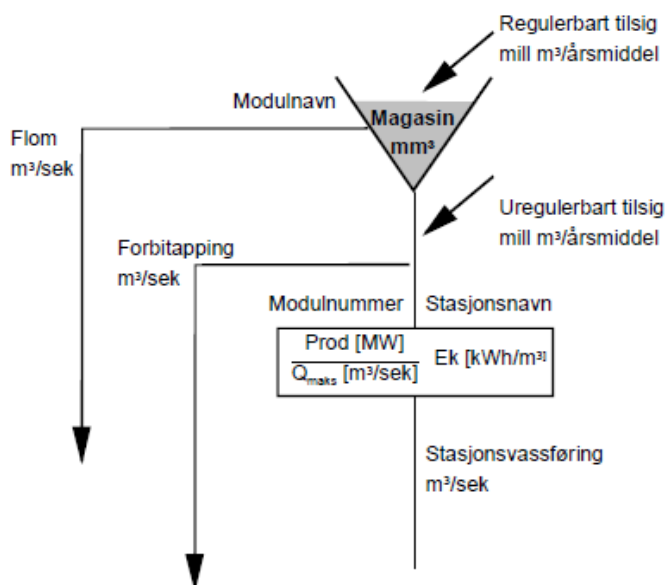 Regulerbart tilsig
mill m³/årsmiddel
Modulnavn
Magasin
mm³
Flom
m³/sek
Uregulerbart tilsig
mill m³/årsmiddel
Forbitapping
m³/sek
Modulnummer
Stasjonsnavn
Prod [MW]
Ek [kWh/m³]
Qmaks [m³/sek]
Stasjonsvassføring
m³/sek